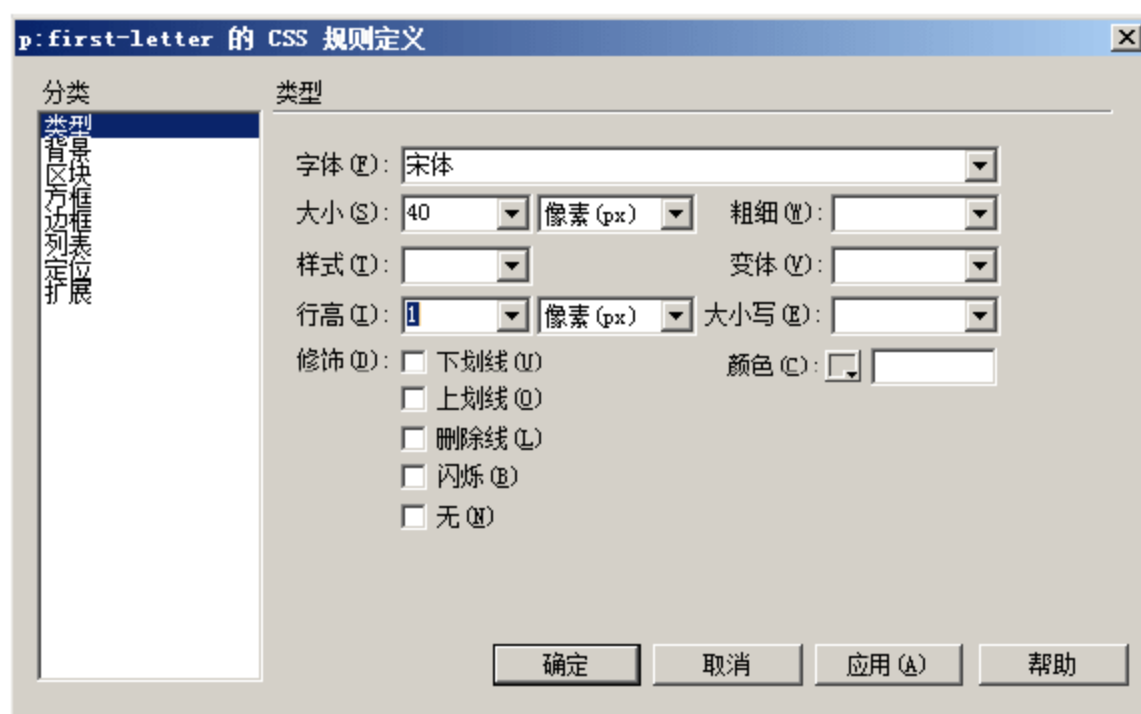 p:first-letter 的 CSS 规则定义
分类
类型
背景
区块
方框
边框
列表
定位
扩展
类型
字体(F): 宋体
大小(S): 40 像素(px) 粗细(W):
样式(T): 变体(V):
行高(I): 1 像素(px) 大小写(E):
修饰(D): 下划线(U) 颜色(C):
上划线(O)
删除线(L)
闪烁(B)
无(N)
确定 取消 应用(A) 帮助